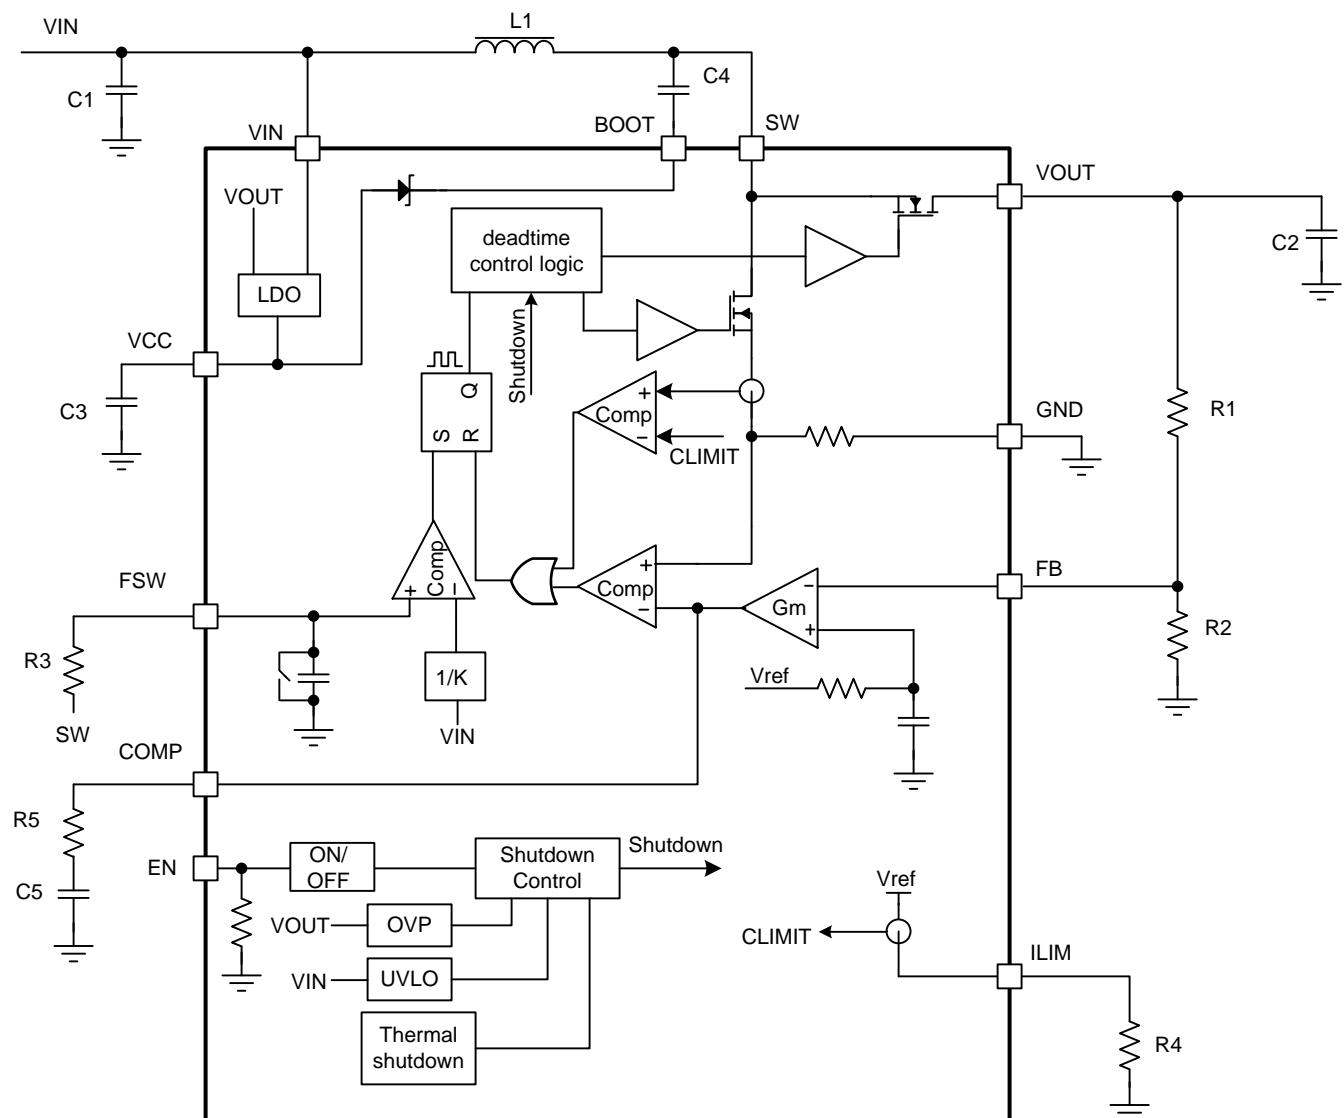 VIN
L1
C1
C4
VIN
BOOT
SW
VOUT
VOUT
deadtime
control logic
C2
LDO
VCC
Shutdown
C3
Q
S
R
+
Comp
−
CLIMIT
GND
R1
FSW
Comp
+
−
+
Comp
−
−
Gm
+
FB
R2
R3
SW
1/K
VIN
Vref
COMP
R5
C5
EN
ON/
OFF
Shutdown
Control
Shutdown
VOUT
OVP
VIN
UVLO
Thermal
shutdown
Vref
CLIMIT
ILIM
R4